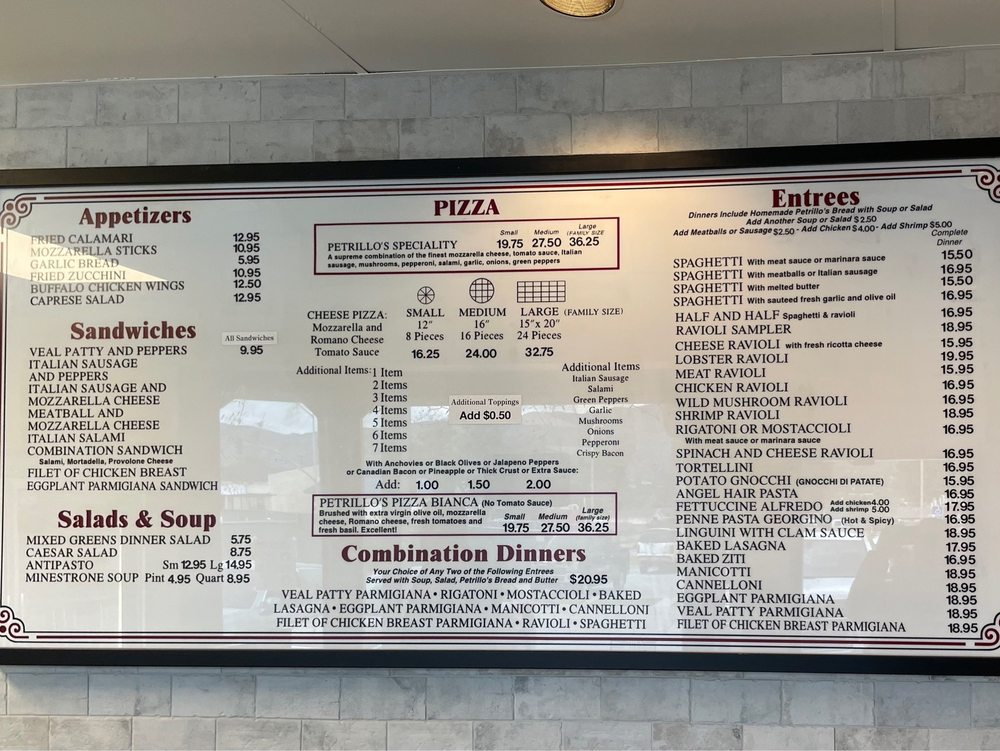 Appetizers
FRIED CALAMARI 12.95
MOZZARELLA STICKS 10.95
GARLIC BREAD 5.95
FRIED ZUCCHINI 10.95
BUFFALO CHICKEN WINGS 12.50
CAPRESE SALAD 12.95
Sandwiches
All Sandwiches
9.95
VEAL PATTY AND PEPPERS
ITALIAN SAUSAGE
AND PEPPERS
ITALIAN SAUSAGE AND
MOZZARELLA CHEESE
MEATBALL AND
MOZZARELLA CHEESE
ITALIAN SALAMI
COMBINATION SANDWICH
Salami, Mortadella, Provolone Cheese
FILET OF CHICKEN BREAST
EGGPLANT PARMIGIANA SANDWICH
Salads & Soup
MIXED GREENS DINNER SALAD 5.75
CAESAR SALAD 8.75
ANTIPASTO Sm 12.95 Lg 14.95
MINESTRONE SOUP Pint 4.95 Quart 8.95
PIZZA
Small Medium Large (FAMILY SIZE)
PETRILLO'S SPECIALITY 19.75 27.50 36.25
A supreme combination of the finest mozzarella cheese, tomato sauce, Italian
sausage, mushrooms, pepperoni, salami, garlic, onions, green peppers
CHEESE PIZZA: SMALL MEDIUM LARGE (FAMILY SIZE)
Mozzarella and 12" 16" 15" x 20"
Romano Cheese 8 Pieces 16 Pieces 24 Pieces
Tomato Sauce 16.25 24.00 32.75
Additional Items: 1 Item
2 Items
3 Items
4 Items
5 Items
6 Items
7 Items
Additional Toppings
Add $0.50
Additional Items
Italian Sausage
Salami
Green Peppers
Garlic
Mushrooms
Onions
Pepperoni
Crispy Bacon
With Anchovies or Black Olives or Jalapeno Peppers
or Canadian Bacon or Pineapple or Thick Crust or Extra Sauce:
Add: 1.00 1.50 2.00
PETRILLO'S PIZZA BIANCA (No Tomato Sauce)
Brushed with extra virgin olive oil, mozzarella
cheese, Romano cheese, fresh tomatoes and
fresh basil. Excellent!
Small Medium Large (family size)
19.75 27.50 36.25
Combination Dinners
Your Choice of Any Two of the Following Entrees
Served with Soup, Salad, Petrillo's Bread and Butter $20.95
VEAL PATTY PARMIGIANA • RIGATONI • MOSTACCIOLI • BAKED
LASAGNA • EGGPLANT PARMIGIANA • MANICOTTI • CANNELLONI
FILET OF CHICKEN BREAST PARMIGIANA • RAVIOLI • SPAGHETTI
Entrees
Dinners Include Homemade Petrillo's Bread with Soup or Salad
Add Another Soup or Salad $2.50
Add Meatballs or Sausage $2.50 - Add Chicken $4.00 - Add Shrimp $5.00
Complete
Dinner
SPAGHETTI With meat sauce or marinara sauce 15.50
SPAGHETTI With meatballs or Italian sausage 16.95
SPAGHETTI With melted butter 15.50
SPAGHETTI With sauteed fresh garlic and olive oil 16.95
HALF AND HALF Spaghetti & ravioli 16.95
RAVIOLI SAMPLER 18.95
CHEESE RAVIOLI with fresh ricotta cheese 15.95
LOBSTER RAVIOLI 19.95
MEAT RAVIOLI 15.95
CHICKEN RAVIOLI 16.95
WILD MUSHROOM RAVIOLI 16.95
SHRIMP RAVIOLI 18.95
RIGATONI OR MOSTACCIOLI 16.95
With meat sauce or marinara sauce
SPINACH AND CHEESE RAVIOLI 16.95
TORTELLINI 16.95
POTATO GNOCCHI (GNOCCHI DI PATATE) 15.95
ANGEL HAIR PASTA 16.95
FETTUCCINE ALFREDO Add chicken 4.00 Add shrimp 5.00 17.95
PENNE PASTA GEORGINO (Hot & Spicy) 16.95
LINGUINI WITH CLAM SAUCE 18.95
BAKED LASAGNA 17.95
BAKED ZITI 16.95
MANICOTTI 18.95
CANNELLONI 18.95
EGGPLANT PARMIGIANA 18.95
VEAL PATTY PARMIGIANA 18.95
FILET OF CHICKEN BREAST PARMIGIANA 18.95